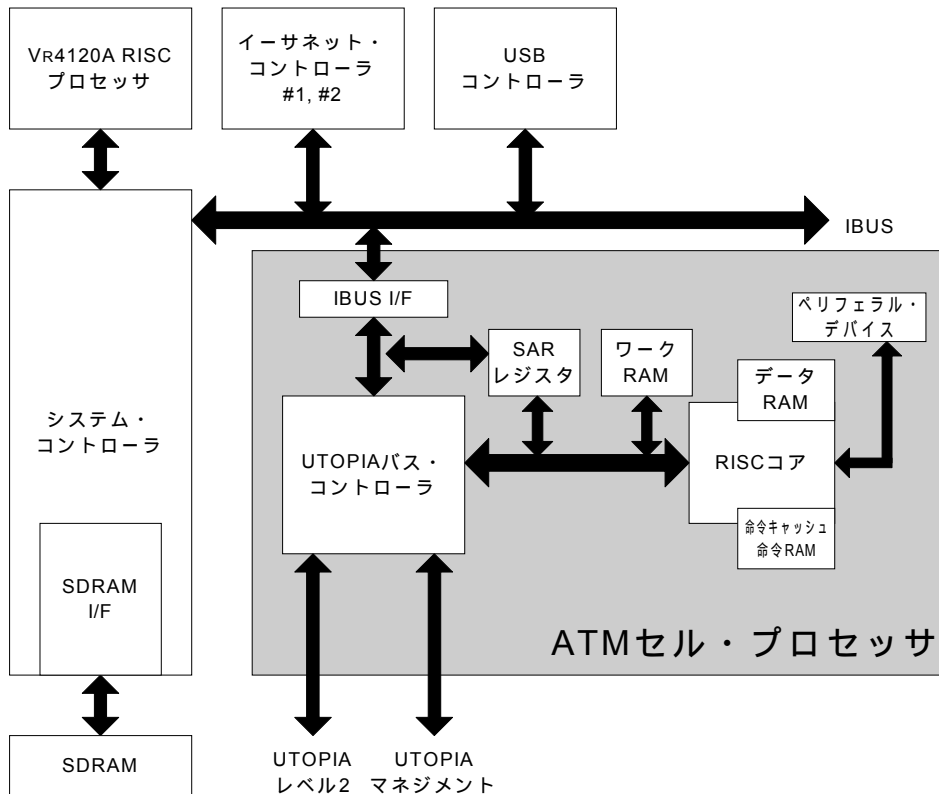 VR4120A RISC
プロセッサ
イーサネット・
コントローラ
#1, #2
USB
コントローラ
IBUS
IBUS I/F
ペリフェラル・
デバイス
SAR
レジスタ
ワーク
RAM
データ
RAM
システム・
コントローラ
UTOPIAバス・
コントローラ
RISCコア
命令キャッシュ
命令RAM
SDRAM
I/F
ATMセル・プロセッサ
SDRAM
UTOPIA
レベル2
UTOPIA
マネジメント